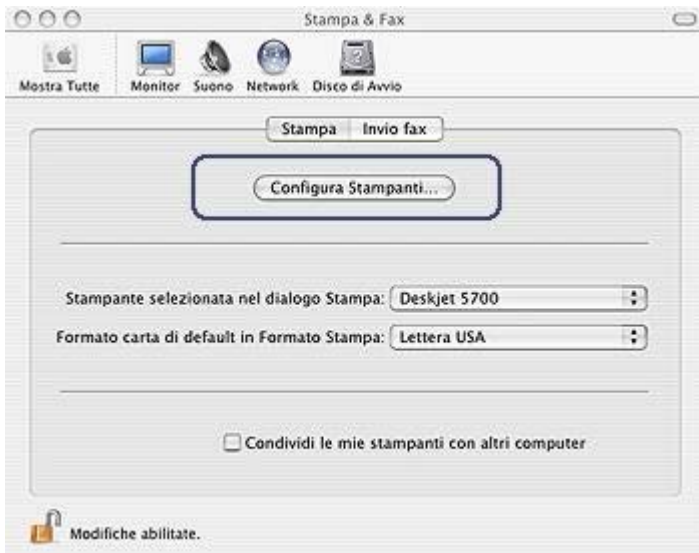 Stampa & Fax
Mostra Tutte Monitor Suono Network Disco di Avvio
Stampa Invio fax
Configura Stampanti...
Stampante selezionata nel dialogo Stampa: Deskjet 5700
Formato carta di default in Formato Stampa: Lettera USA
Condividi le mie stampanti con altri computer
Modifiche abilitate.